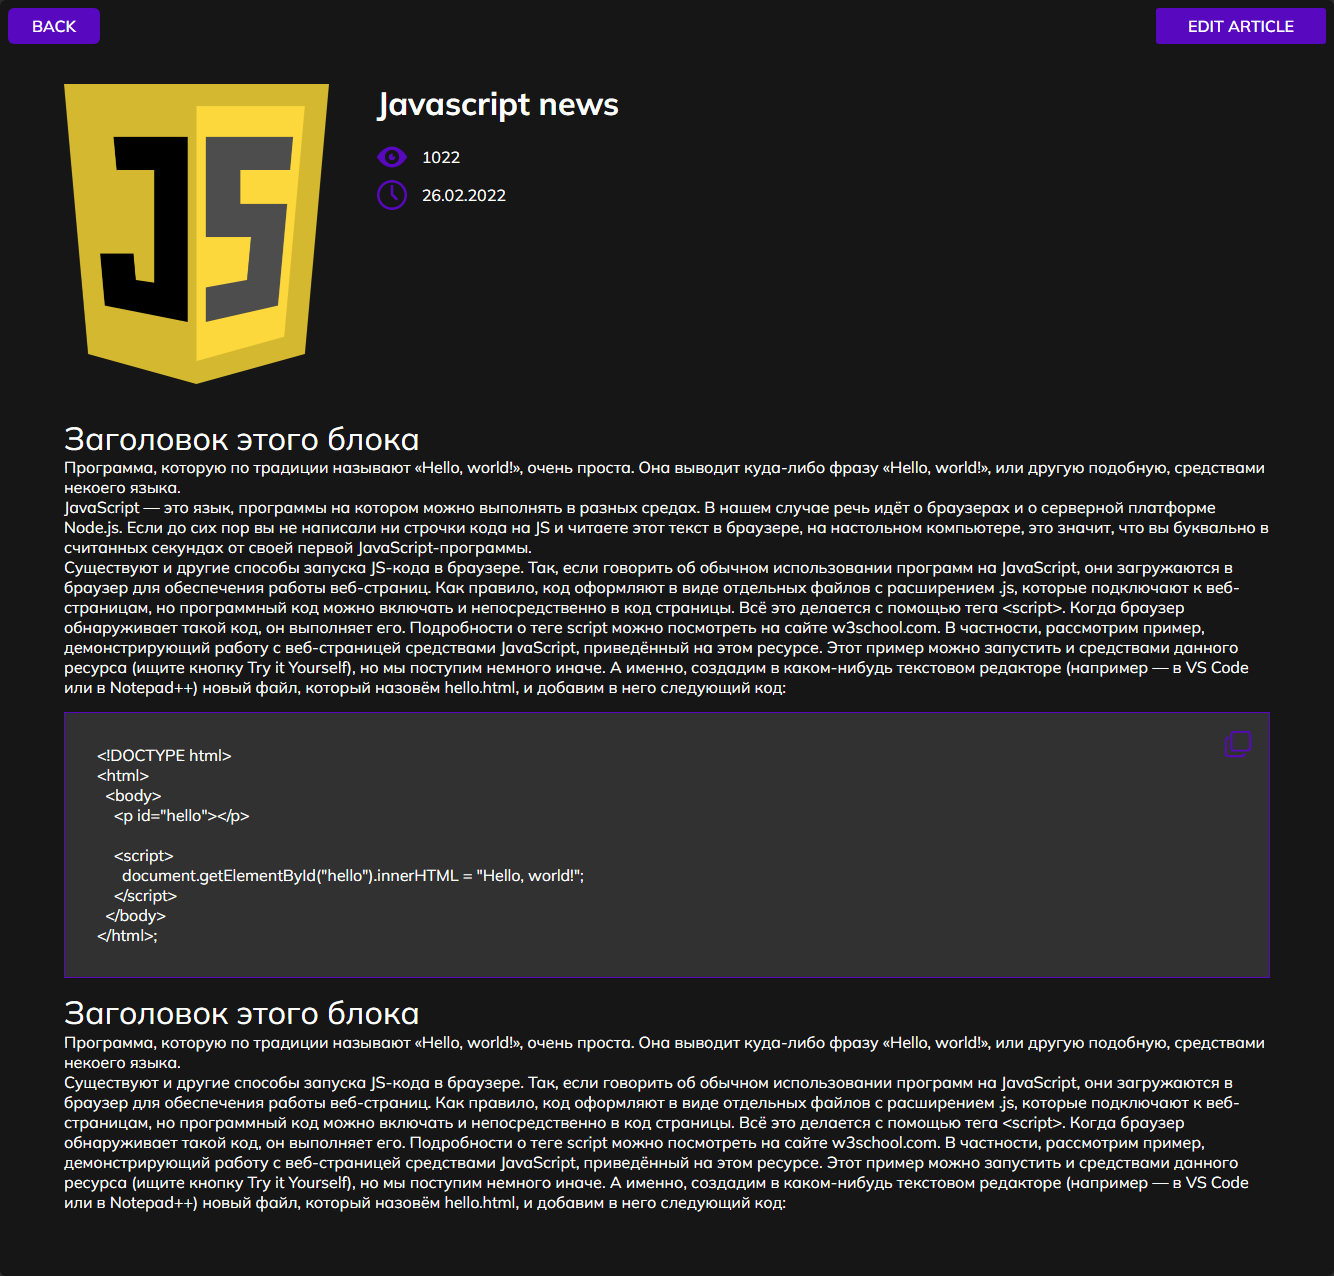 BACK
EDIT ARTICLE
JS
Javascript news
1022
26.02.2022
Заголовок этого блока
Программа, которую по традиции называют «Hello, world!», очень проста. Она выводит куда-либо фразу «Hello, world!», или другую подобную, средствами
некоего языка.
JavaScript — это язык, программы на котором можно выполнять в разных средах. В нашем случае речь идёт о браузерах и о серверной платформе
Node.js. Если до сих пор вы не написали ни строчки кода на JS и читаете этот текст в браузере, на настольном компьютере, это значит, что вы буквально в
считанных секундах от своей первой JavaScript-программы.
Существуют и другие способы запуска JS-кода в браузере. Так, если говорить об обычном использовании программ на JavaScript, они загружаются в
браузер для обеспечения работы веб-страниц. Как правило, код оформляют в виде отдельных файлов с расширением .js, которые подключают к веб-
страницам, но программный код можно включать и непосредственно в код страницы. Всё это делается с помощью тега <script>. Когда браузер
обнаруживает такой код, он выполняет его. Подробности о теге script можно посмотреть на сайте w3school.com. В частности, рассмотрим пример,
демонстрирующий работу с веб-страницей средствами JavaScript, приведённый на этом ресурсе. Этот пример можно запустить и средствами данного
ресурса (ищите кнопку Try it Yourself), но мы поступим немного иначе. А именно, создадим в каком-нибудь текстовом редакторе (например — в VS Code
или в Notepad++) новый файл, который назовём hello.html, и добавим в него следующий код:
<!DOCTYPE html>
<html>
<body>
<p id="hello"></p>
<script>
document.getElementById("hello").innerHTML = "Hello, world!";
</script>
</body>
</html>;
Заголовок этого блока
Программа, которую по традиции называют «Hello, world!», очень проста. Она выводит куда-либо фразу «Hello, world!», или другую подобную, средствами
некоего языка.
Существуют и другие способы запуска JS-кода в браузере. Так, если говорить об обычном использовании программ на JavaScript, они загружаются в
браузер для обеспечения работы веб-страниц. Как правило, код оформляют в виде отдельных файлов с расширением .js, которые подключают к веб-
страницам, но программный код можно включать и непосредственно в код страницы. Всё это делается с помощью тега <script>. Когда браузер
обнаруживает такой код, он выполняет его. Подробности о теге script можно посмотреть на сайте w3school.com. В частности, рассмотрим пример,
демонстрирующий работу с веб-страницей средствами JavaScript, приведённый на этом ресурсе. Этот пример можно запустить и средствами данного
ресурса (ищите кнопку Try it Yourself), но мы поступим немного иначе. А именно, создадим в каком-нибудь текстовом редакторе (например — в VS Code
или в Notepad++) новый файл, который назовём hello.html, и добавим в него следующий код: